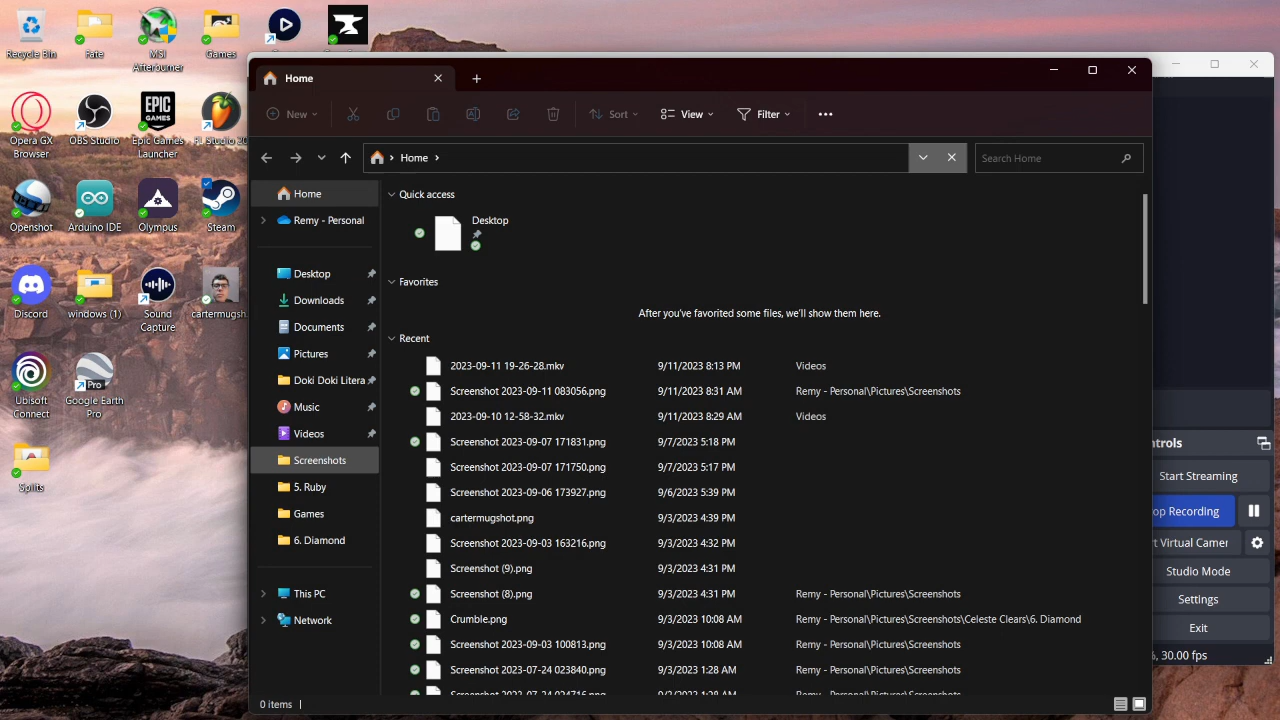 Recycle Bin
Fate
MSI Afterburner
Games
Home
New
Sort
View
Filter
Home
Search Home
Opera GX Browser
OBS Studio
EPIC GAMES
Epic Games Launcher
Openshot
Arduino IDE
Olympus
Steam
Discord
windows (1)
Sound Capture
cartermugsh...
Ubisoft Connect
Pro
Google Earth Pro
Splits
Home
Remy - Personal
Desktop
Downloads
Documents
Pictures
Doki Doki Litera
Music
Videos
Screenshots
5. Ruby
Games
6. Diamond
This PC
Network
Quick access
Desktop
Favorites
After you've favorited some files, we'll show them here.
Recent
2023-09-11 19-26-28.mkv 9/11/2023 8:13 PM Videos
Screenshot 2023-09-11 083056.png 9/11/2023 8:31 AM Remy - Personal\Pictures\Screenshots
2023-09-10 12-58-32.mkv 9/11/2023 8:29 AM Videos
Screenshot 2023-09-07 171831.png 9/7/2023 5:18 PM
Screenshot 2023-09-07 171750.png 9/7/2023 5:17 PM
Screenshot 2023-09-06 173927.png 9/6/2023 5:39 PM
cartermugshot.png 9/3/2023 4:39 PM
Screenshot 2023-09-03 163216.png 9/3/2023 4:32 PM
Screenshot (9).png 9/3/2023 4:31 PM
Screenshot (8).png 9/3/2023 4:31 PM Remy - Personal\Pictures\Screenshots
Crumble.png 9/3/2023 10:08 AM Remy - Personal\Pictures\Screenshots\Celeste Clears\6. Diamond
Screenshot 2023-09-03 100813.png 9/3/2023 10:08 AM Remy - Personal\Pictures\Screenshots
Screenshot 2023-07-24 023840.png 9/3/2023 1:28 AM Remy - Personal\Pictures\Screenshots
0 items
ntrols
Start Streaming
op Recording
t Virtual Camer
Studio Mode
Settings
Exit
%, 30.00 fps